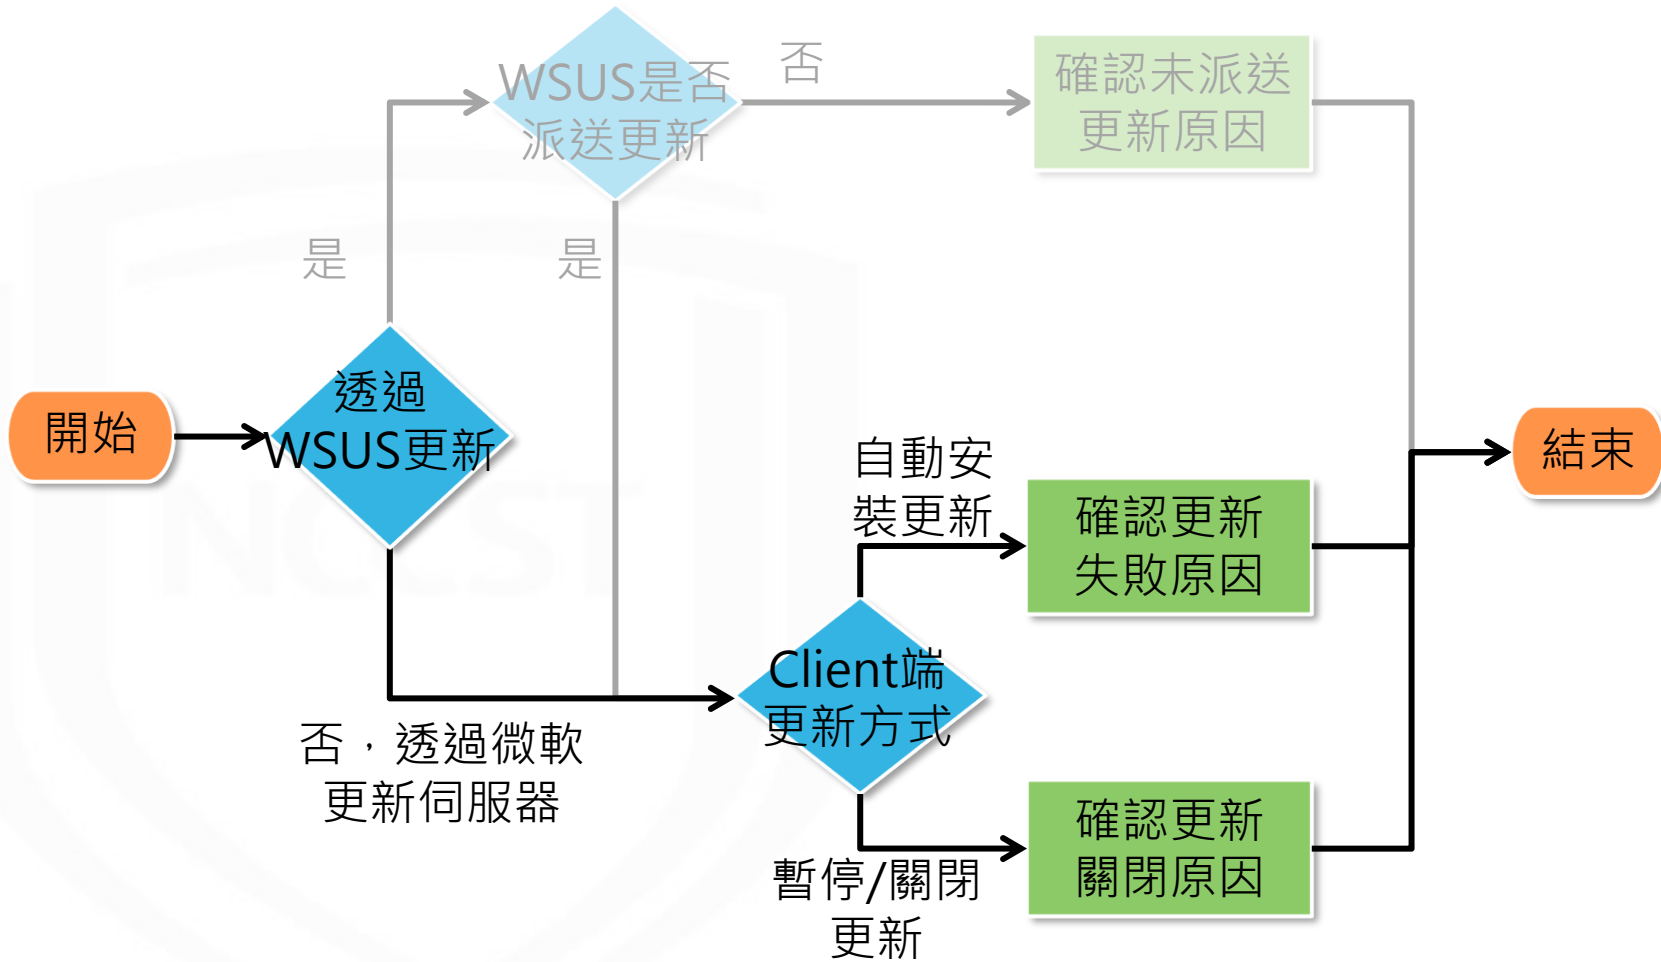 WSUS是否
派送更新
否
確認未派送
更新原因
是
是
開始
透過
WSUS更新
自動安
裝更新
確認更新
失敗原因
結束
Client端
更新方式
否，透過微軟
更新伺服器
暫停/關閉
更新
確認更新
關閉原因
NCCST